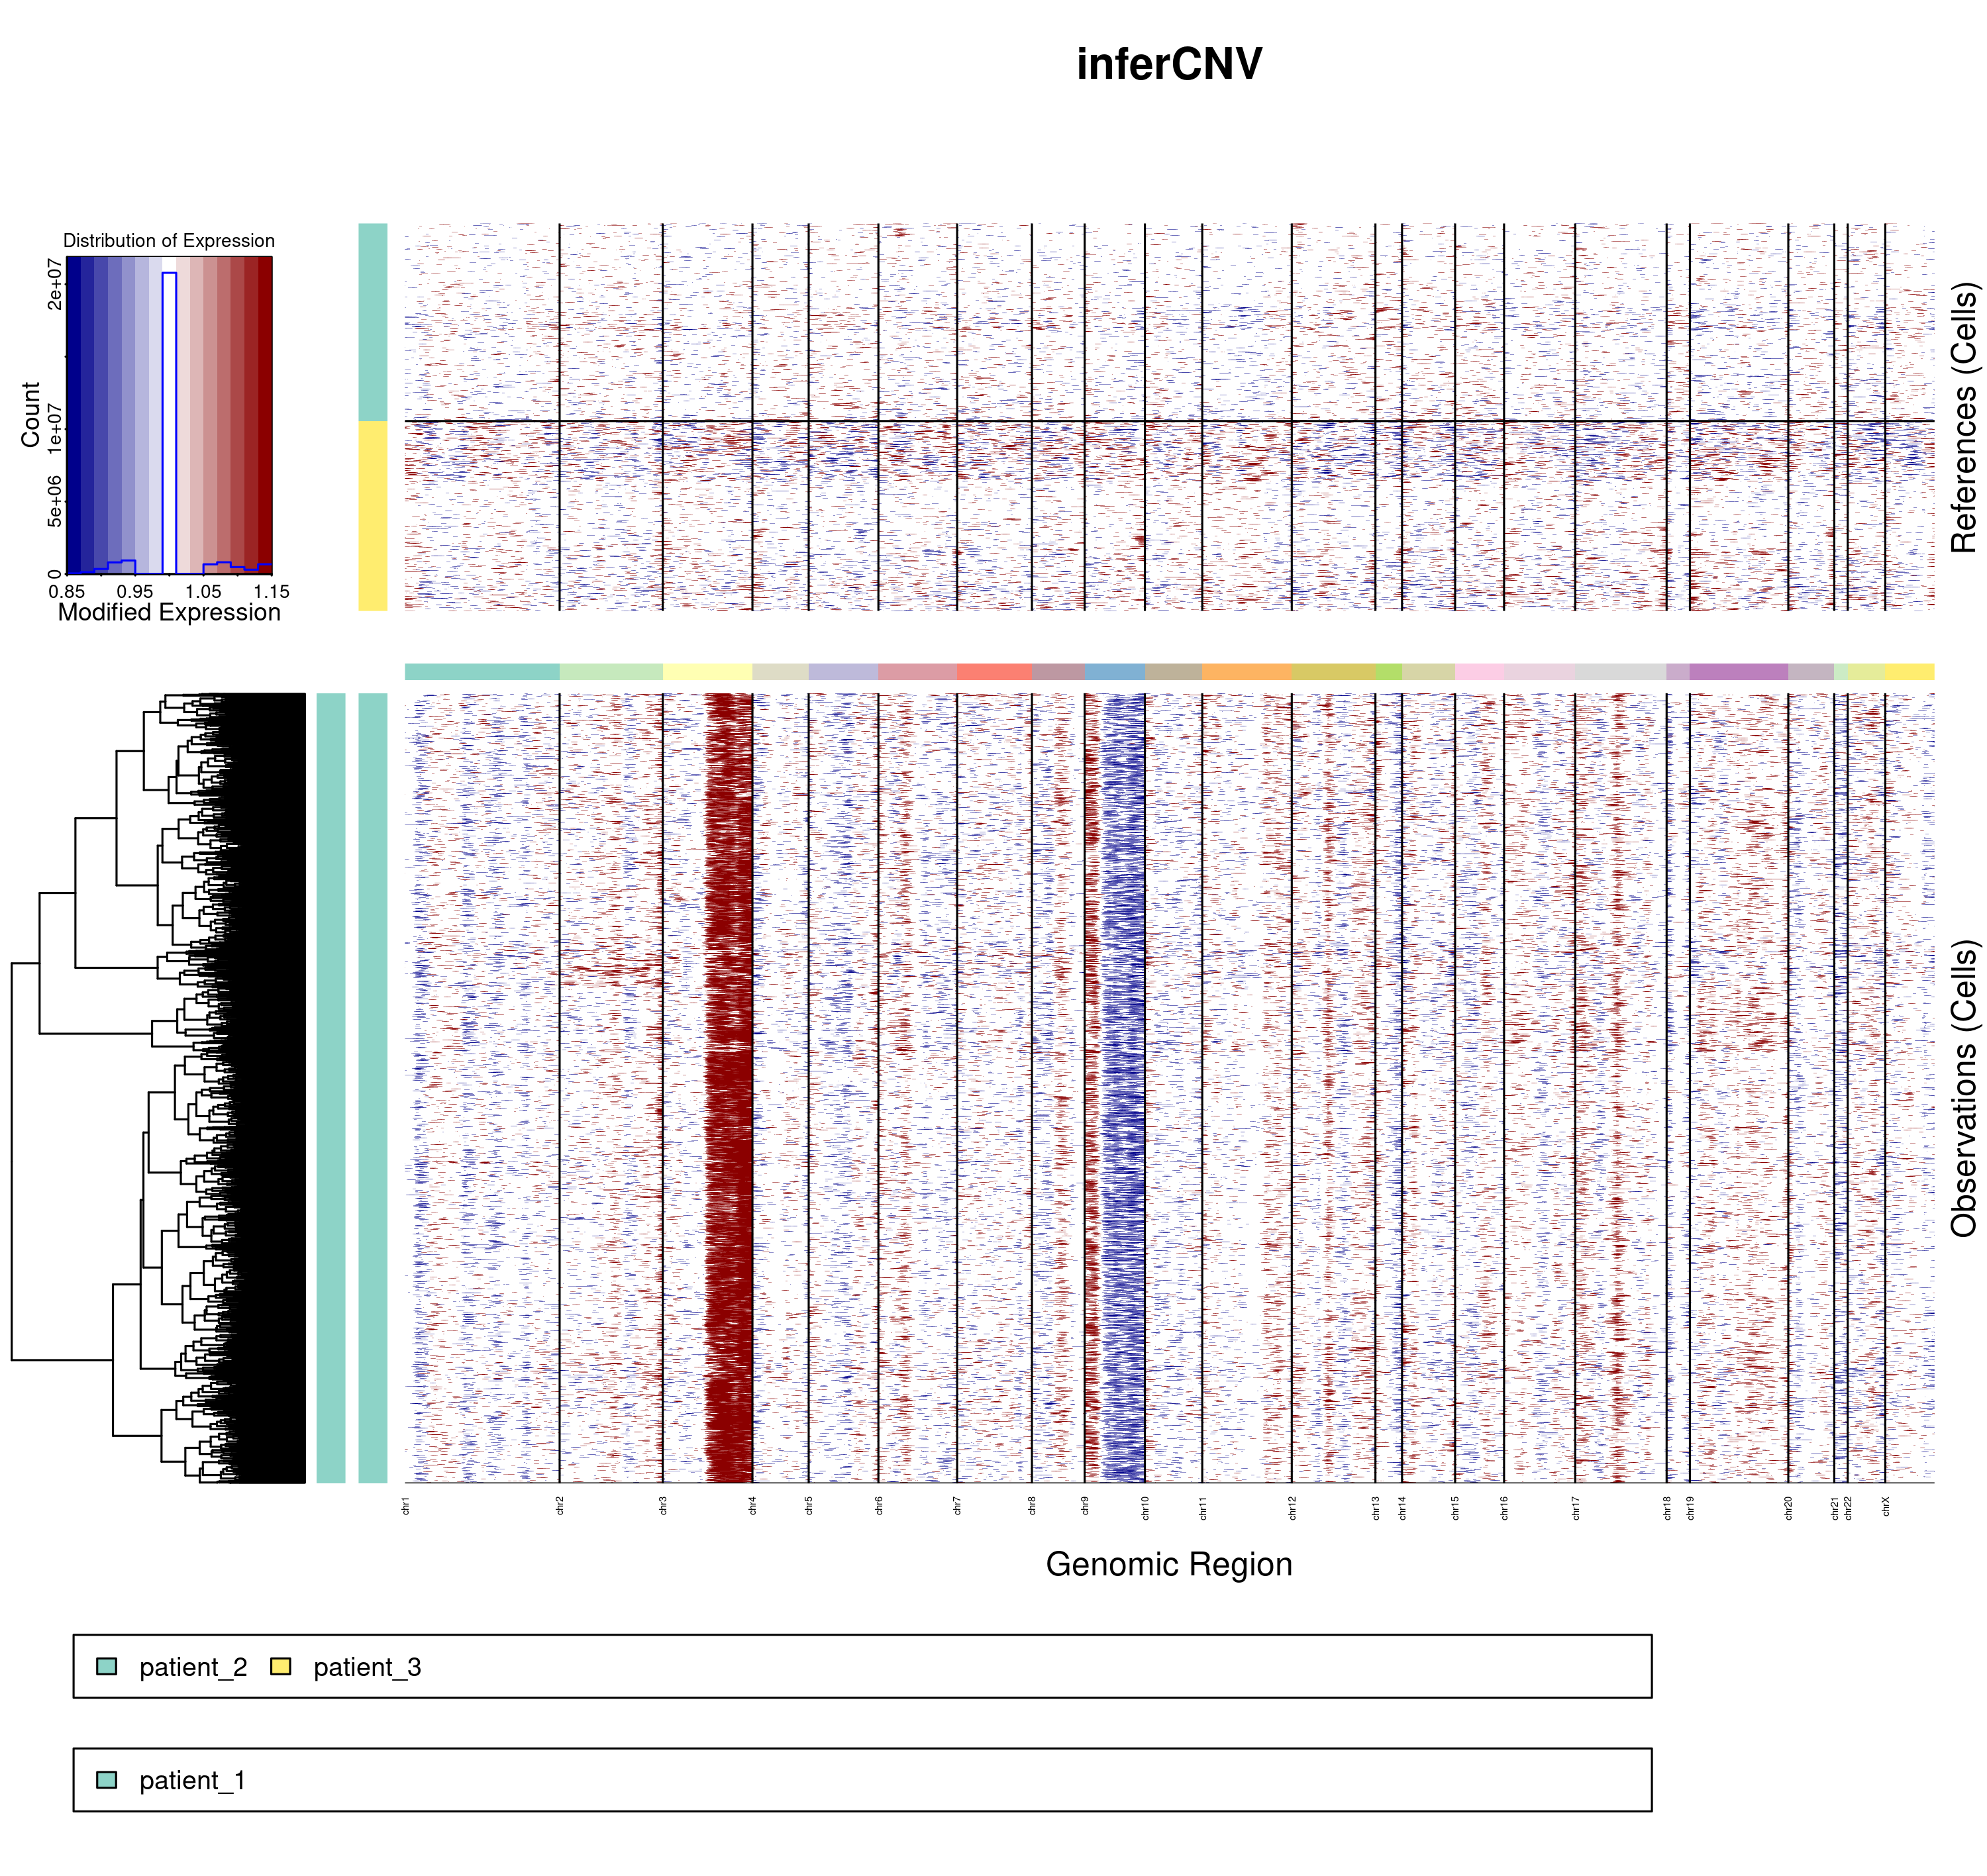 inferCNV
Distribution of Expression
Count
0
5e+06
1e+07
2e+07
0.85 0.95 1.05 1.15
Modified Expression
References (Cells)
Observations (Cells)
chr1 chr2 chr3 chr4 chr5 chr6 chr7 chr8 chr9 chr10 chr11 chr12 chr13 chr14 chr15 chr16 chr17 chr18 chr19 chr20 chr21 chr22 chrX
Genomic Region
patient_2 patient_3
patient_1